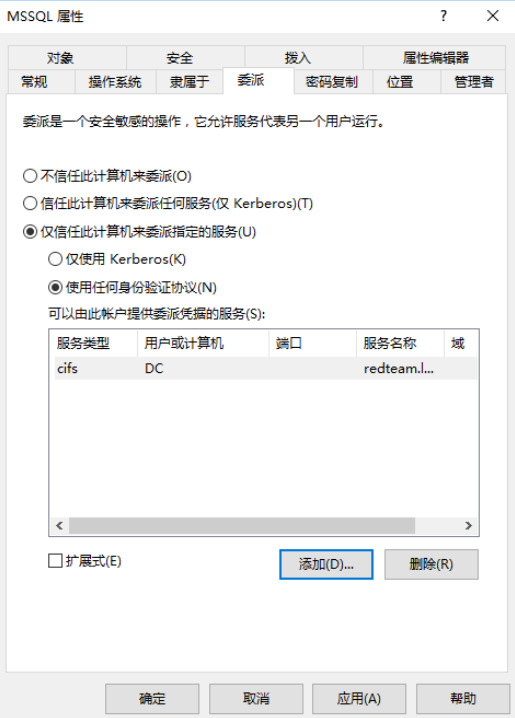 MSSQL 属性
?
对象 安全 拨入 属性编辑器
常规 操作系统 隶属于 委派 密码复制 位置 管理者
委派是一个安全敏感的操作，它允许服务代表另一个用户运行。
不信任此计算机来委派(O)
信任此计算机来委派任何服务(仅 Kerberos)(T)
仅信任此计算机来委派指定的服务(U)
仅使用 Kerberos(K)
使用任何身份验证协议(N)
可以由此帐户提供委派凭据的服务(S):
服务类型 用户或计算机 端口 服务名称 域
cifs DC redteam.l...
扩展式(E) 添加(D)... 删除(R)
确定 取消 应用(A) 帮助